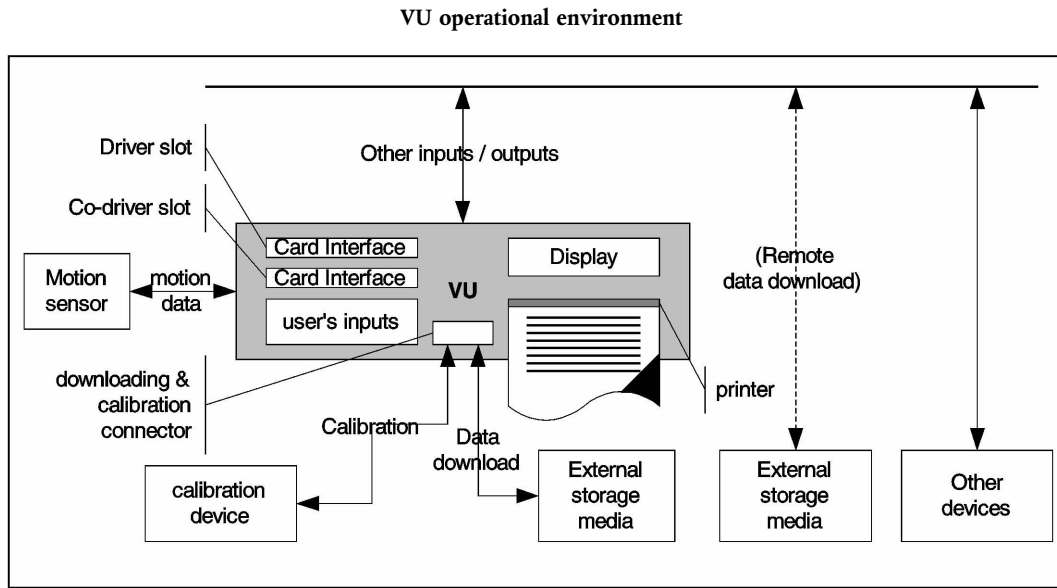 VU operational environment
Driver slot
Other inputs / outputs
Co-driver slot
Card Interface
Card Interface
Display
(Remote
data download)
Motion
sensor
motion
data
VU
user's inputs
downloading &
calibration
connector
printer
Calibration
Data
download
calibration
device
External
storage
media
External
storage
media
Other
devices